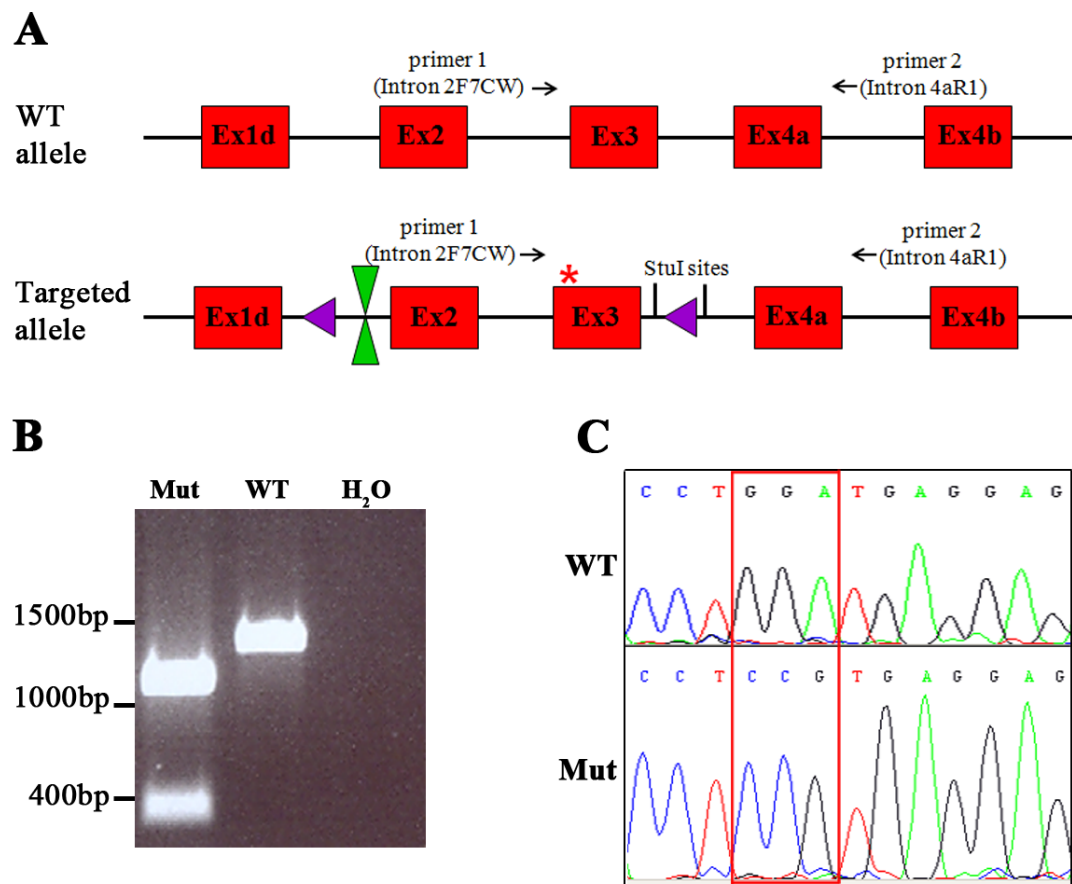 A
primer 1
(Intron 2F7CW)
primer 2
(Intron 4aR1)
WT
allele
Ex1d
Ex2
Ex3
Ex4a
Ex4b
primer 1
(Intron 2F7CW)
*
StuI sites
primer 2
(Intron 4aR1)
Targeted
allele
Ex1d
Ex2
Ex3
Ex4a
Ex4b
B
Mut WT H₂O
1500bp
1000bp
400bp
C
WT
C C T G G A T G A G G A G
Mut
C C T C C G T G A G G A G